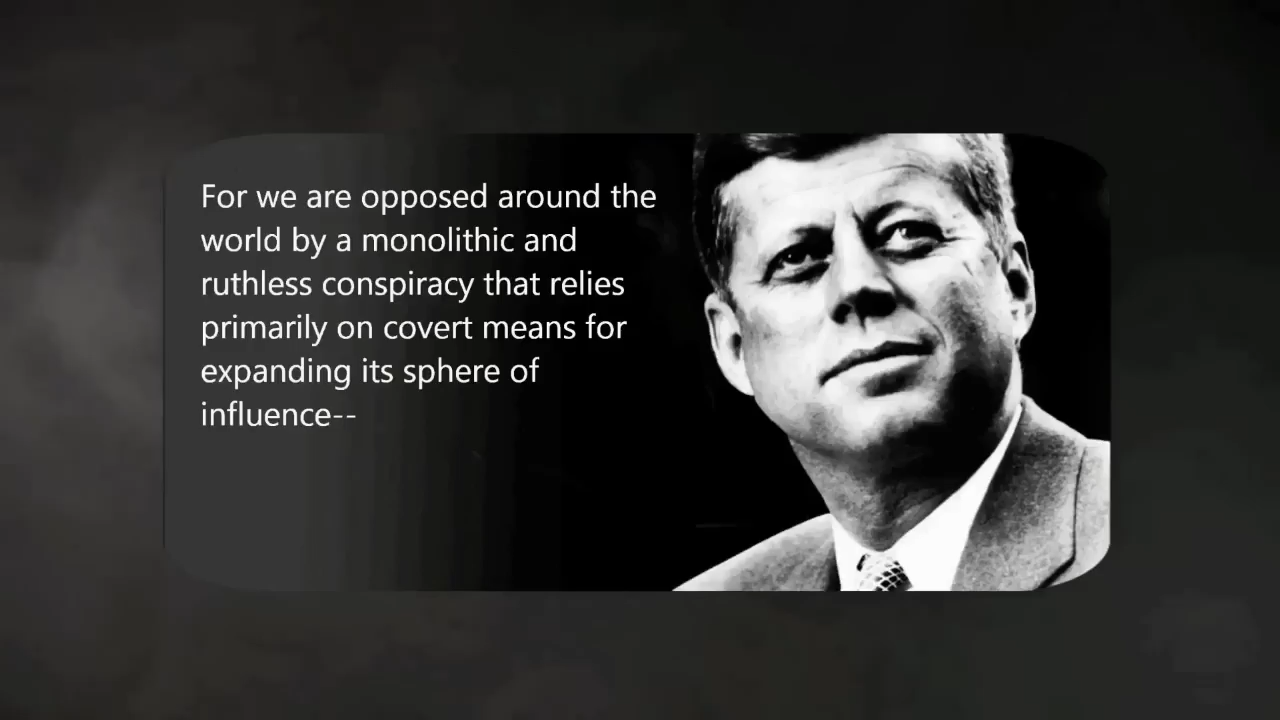 For we are opposed around the
world by a monolithic and
ruthless conspiracy that relies
primarily on covert means for
expanding its sphere of
influence--